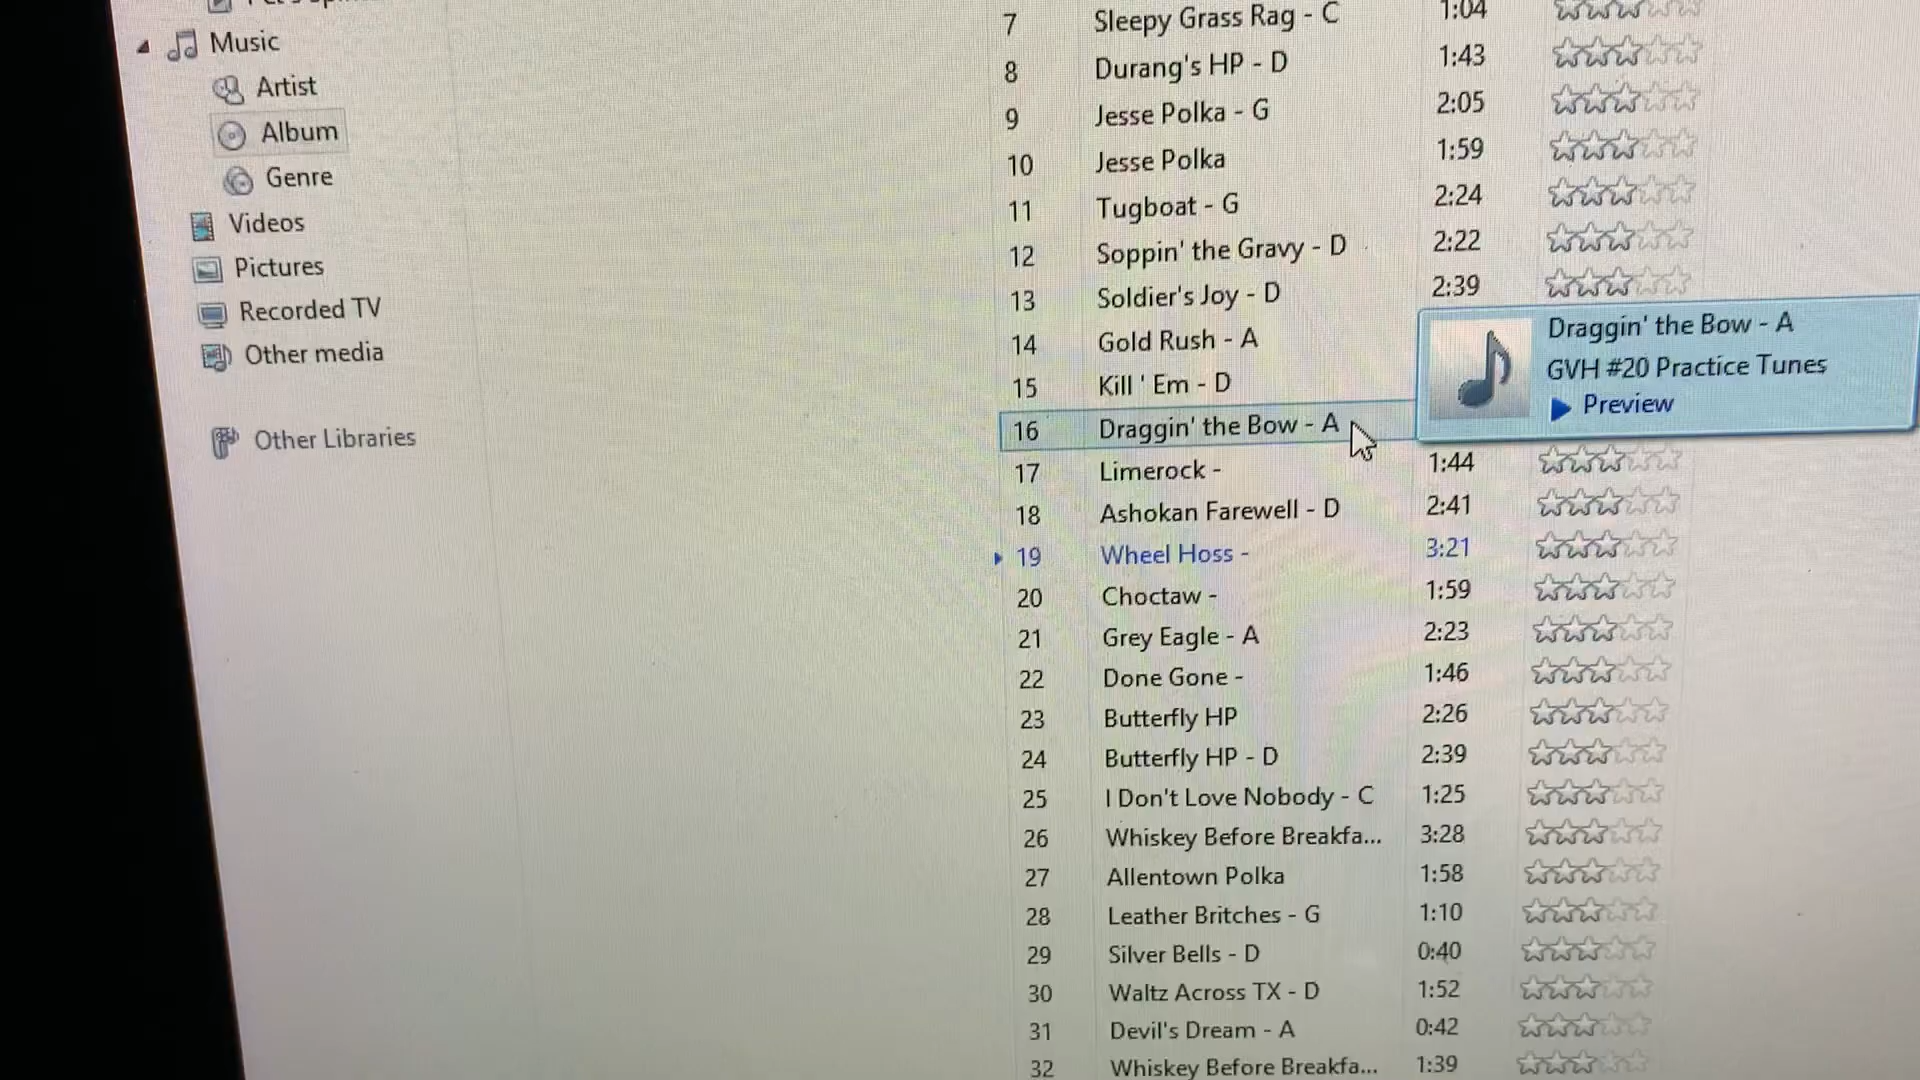 Music
Artist
Album
Genre
Videos
Pictures
Recorded TV
Other media
Other Libraries
7 Sleepy Grass Rag - C 1:04
8 Durang's HP - D 1:43
9 Jesse Polka - G 2:05
10 Jesse Polka 1:59
11 Tugboat - G 2:24
12 Soppin' the Gravy - D 2:22
13 Soldier's Joy - D 2:39
14 Gold Rush - A
15 Kill ' Em - D
16 Draggin' the Bow - A
Draggin' the Bow - A
GVH #20 Practice Tunes
Preview
17 Limerock - 1:44
18 Ashokan Farewell - D 2:41
19 Wheel Hoss - 3:21
20 Choctaw - 1:59
21 Grey Eagle - A 2:23
22 Done Gone - 1:46
23 Butterfly HP 2:26
24 Butterfly HP - D 2:39
25 I Don't Love Nobody - C 1:25
26 Whiskey Before Breakfa... 3:28
27 Allentown Polka 1:58
28 Leather Britches - G 1:10
29 Silver Bells - D 0:40
30 Waltz Across TX - D 1:52
31 Devil's Dream - A 0:42
32 Whiskey Before Breakfa... 1:39